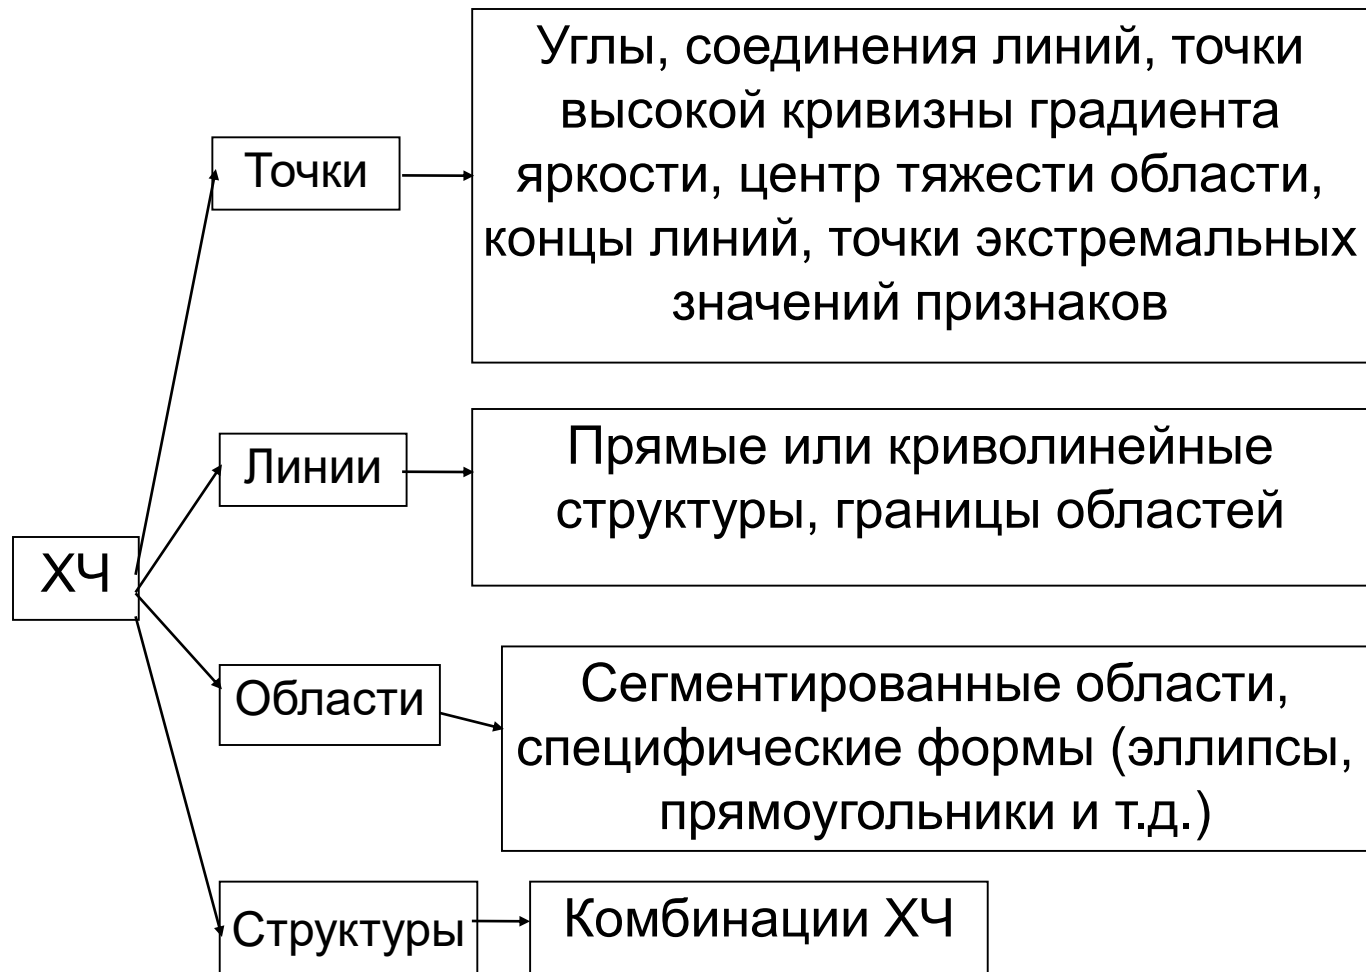 Углы, соединения линий, точки
высокой кривизны градиента
яркости, центр тяжести области,
концы линий, точки экстремальных
значений признаков
Точки
Линии
Прямые или криволинейные
структуры, границы областей
ХЧ
Области
Сегментированные области,
специфические формы (эллипсы,
прямоугольники и т.д.)
Структуры
Комбинации ХЧ